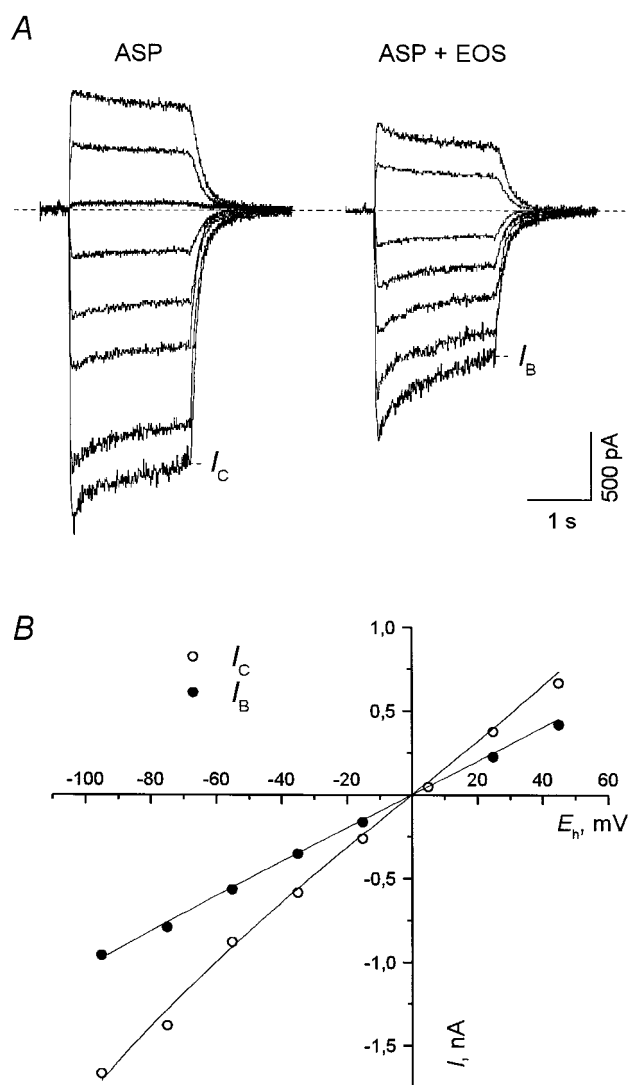 A
ASP
ASP + EOS
I_B
I_C
500 pA
1 s
B
I_C
I_B
1,0
0,5
-100 -80 -60 -40 -20 20 40 60
E_h, mV
-0,5
-1,0
-1,5
I, nA